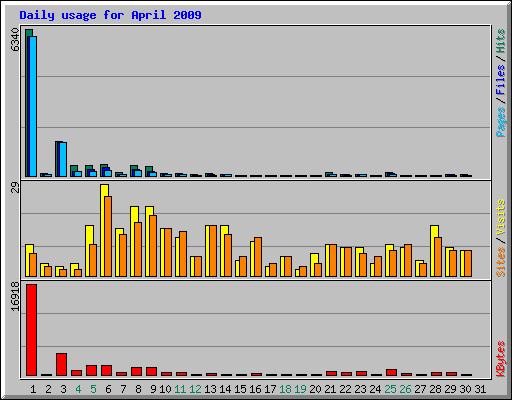 Daily usage for April 2009
6340
Pages / Files / Hits
29
Sites / Visits
16918
KBytes
1 2 3 4 5 6 7 8 9 10 11 12 13 14 15 16 17 18 19 20 21 22 23 24 25 26 27 28 29 30 31